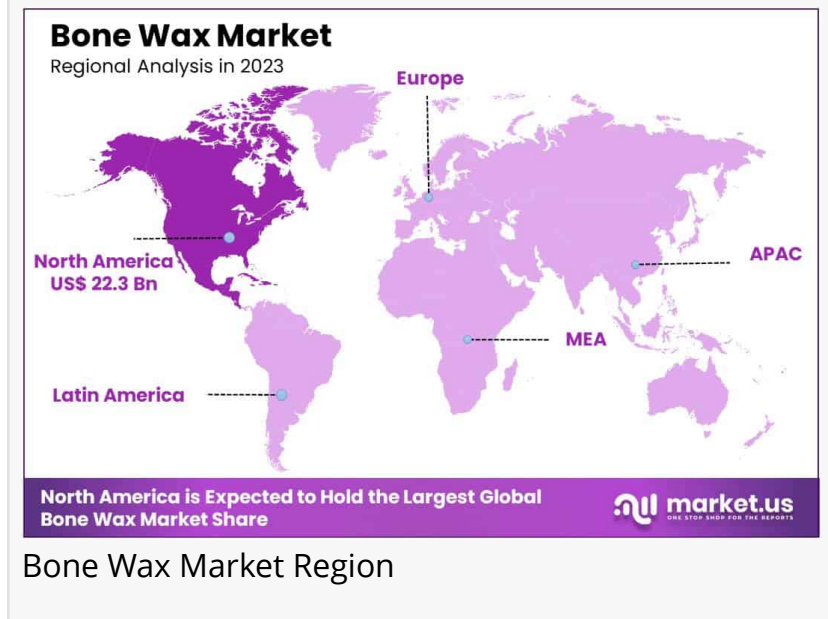 Bone Wax Market
Regional Analysis in 2023
Europe
North America
US$ 22.3 Bn
APAC
MEA
Latin America
North America is Expected to Hold the Largest Global
Bone Wax Market Share
market.us
ONE STOP SHOP FOR THE REPORTS
Bone Wax Market Region